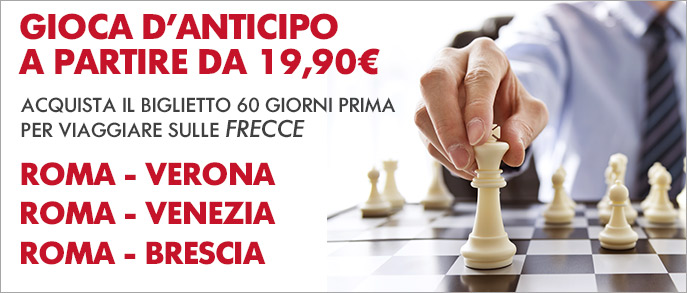 GIOCA D’ANTICIPO
A PARTIRE DA 19,90€
ACQUISTA IL BIGLIETTO 60 GIORNI PRIMA
PER VIAGGIARE SULLE FRECCE
ROMA - VERONA
ROMA - VENEZIA
ROMA - BRESCIA